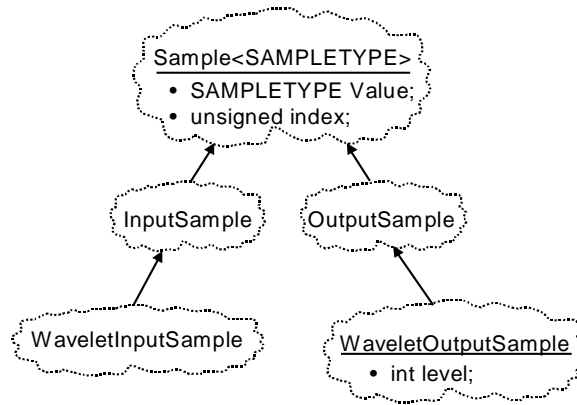 Sample<SAMPLETYPE>
• SAMPLETYPE Value;
• unsigned index;
InputSample
OutputSample
WaveletInputSample
WaveletOutputSample
• int level;